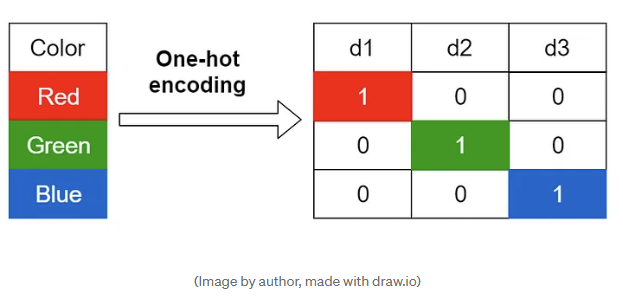 Color
Red
Green
Blue
One-hot
encoding
d1 d2 d3
1 0 0
0 1 0
0 0 1
(Image by author, made with draw.io)